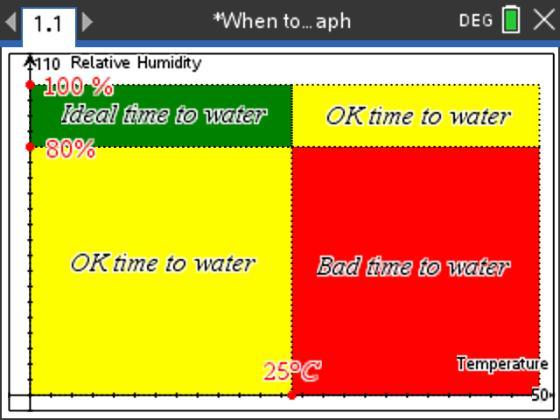 1.1 *When to...aph DEG
110 Relative Humidity
100 %
Ideal time to water OK time to water
80%
OK time to water Bad time to water
25°C
Temperature
50